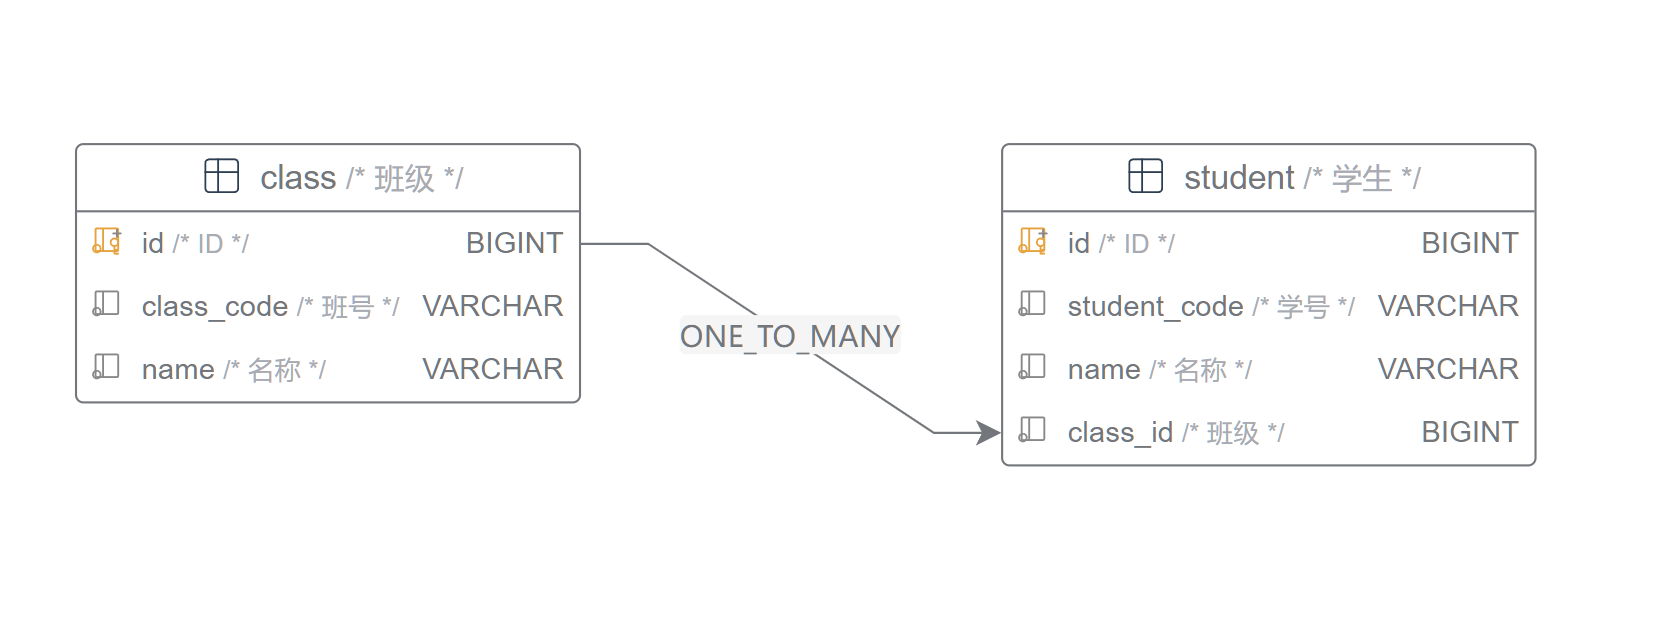 class /* 班级 */
id /* ID */ BIGINT
class_code /* 班号 */ VARCHAR
name /* 名称 */ VARCHAR
ONE_TO_MANY
student /* 学生 */
id /* ID */ BIGINT
student_code /* 学号 */ VARCHAR
name /* 名称 */ VARCHAR
class_id /* 班级 */ BIGINT